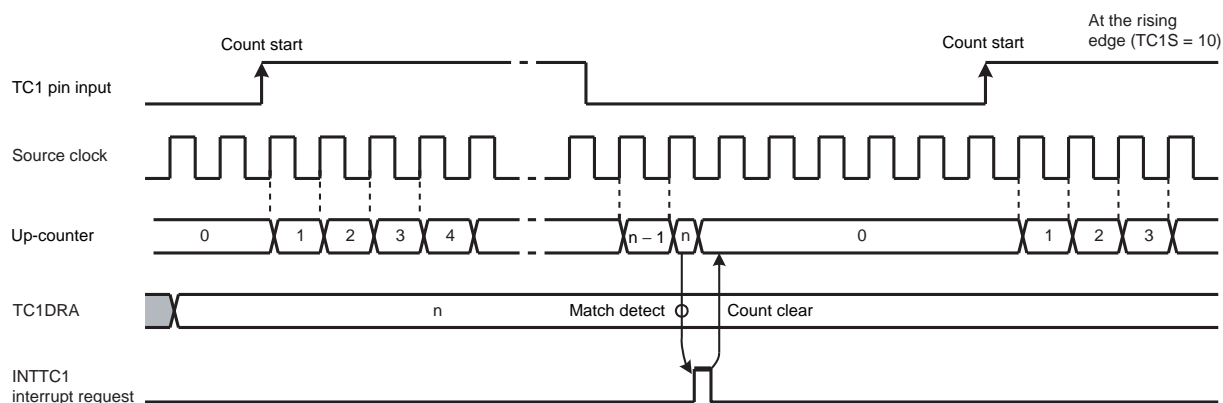 At the rising
edge (TC1S = 10)
Count start
Count start
TC1 pin input
Source clock
Up-counter
0
1
2
3
4
n – 1
n
0
1
2
3
TC1DRA
n
Match detect
Count clear
INTTC1
interrupt request